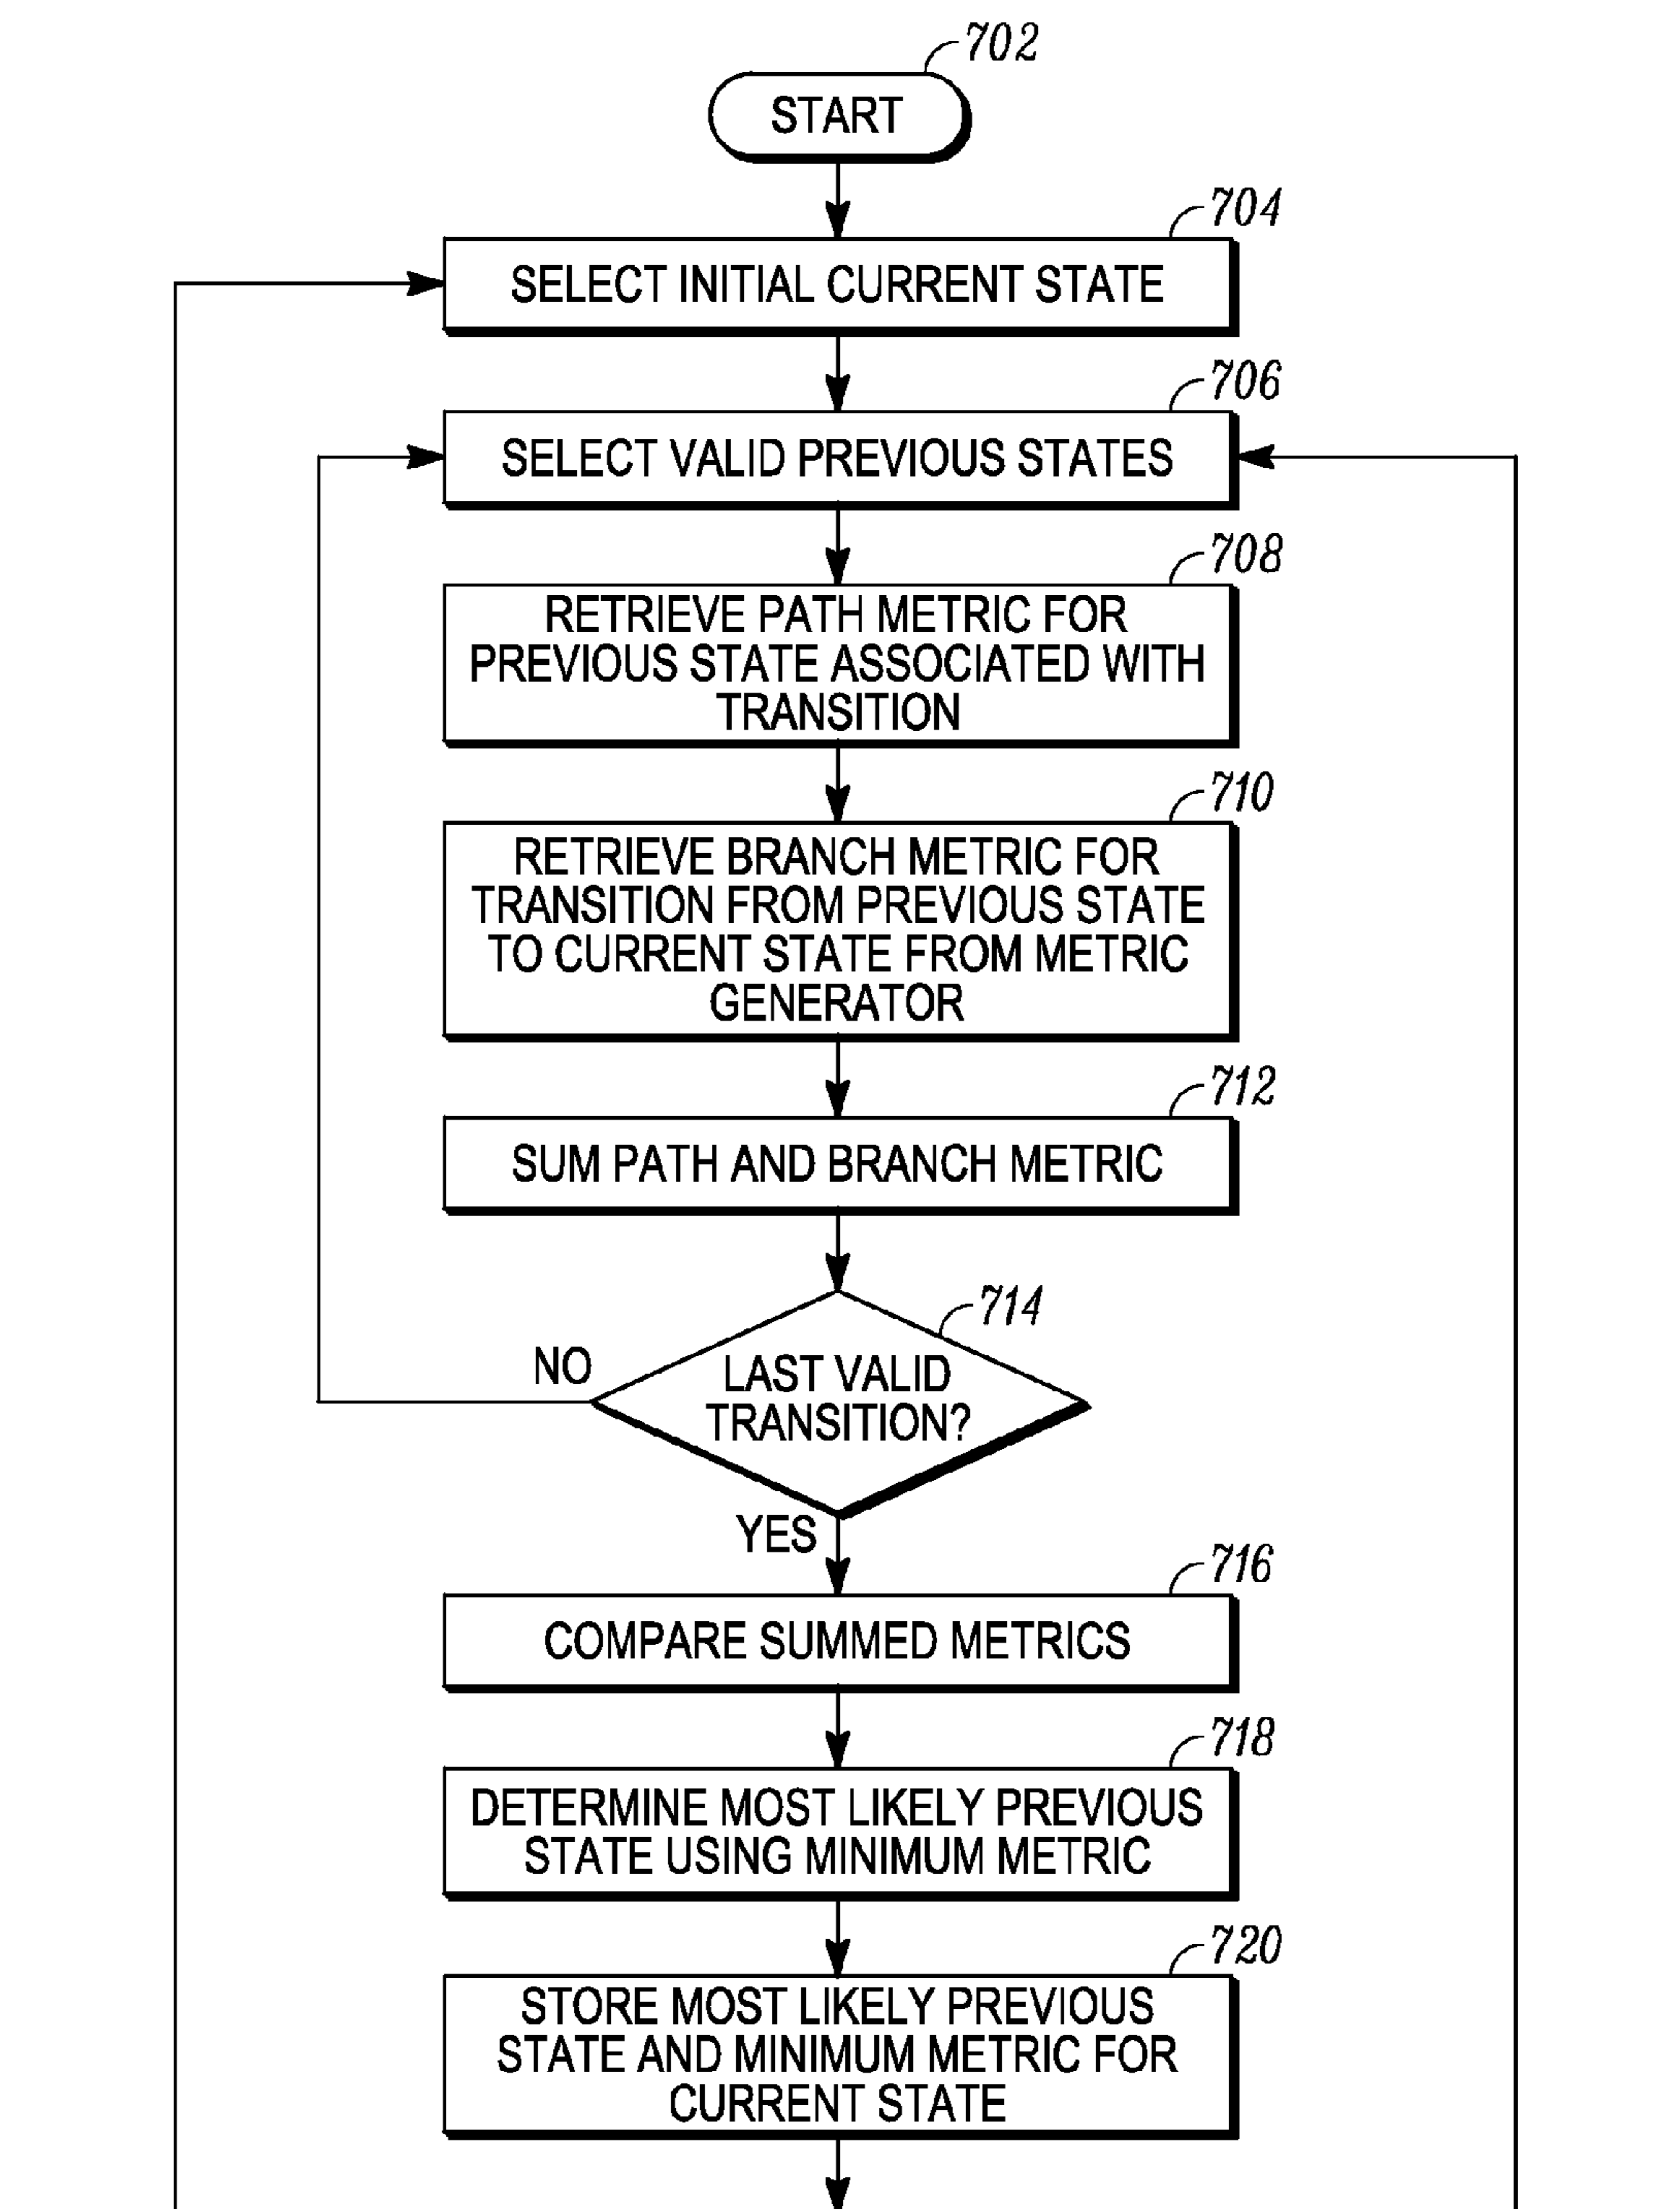 702
START
704
SELECT INITIAL CURRENT STATE
706
SELECT VALID PREVIOUS STATES
708
RETRIEVE PATH METRIC FOR
PREVIOUS STATE ASSOCIATED WITH
TRANSITION
710
RETRIEVE BRANCH METRIC FOR
TRANSITION FROM PREVIOUS STATE
TO CURRENT STATE FROM METRIC
GENERATOR
712
SUM PATH AND BRANCH METRIC
714
NO
LAST VALID
TRANSITION?
YES
716
COMPARE SUMMED METRICS
718
DETERMINE MOST LIKELY PREVIOUS
STATE USING MINIMUM METRIC
720
STORE MOST LIKELY PREVIOUS
STATE AND MINIMUM METRIC FOR
CURRENT STATE